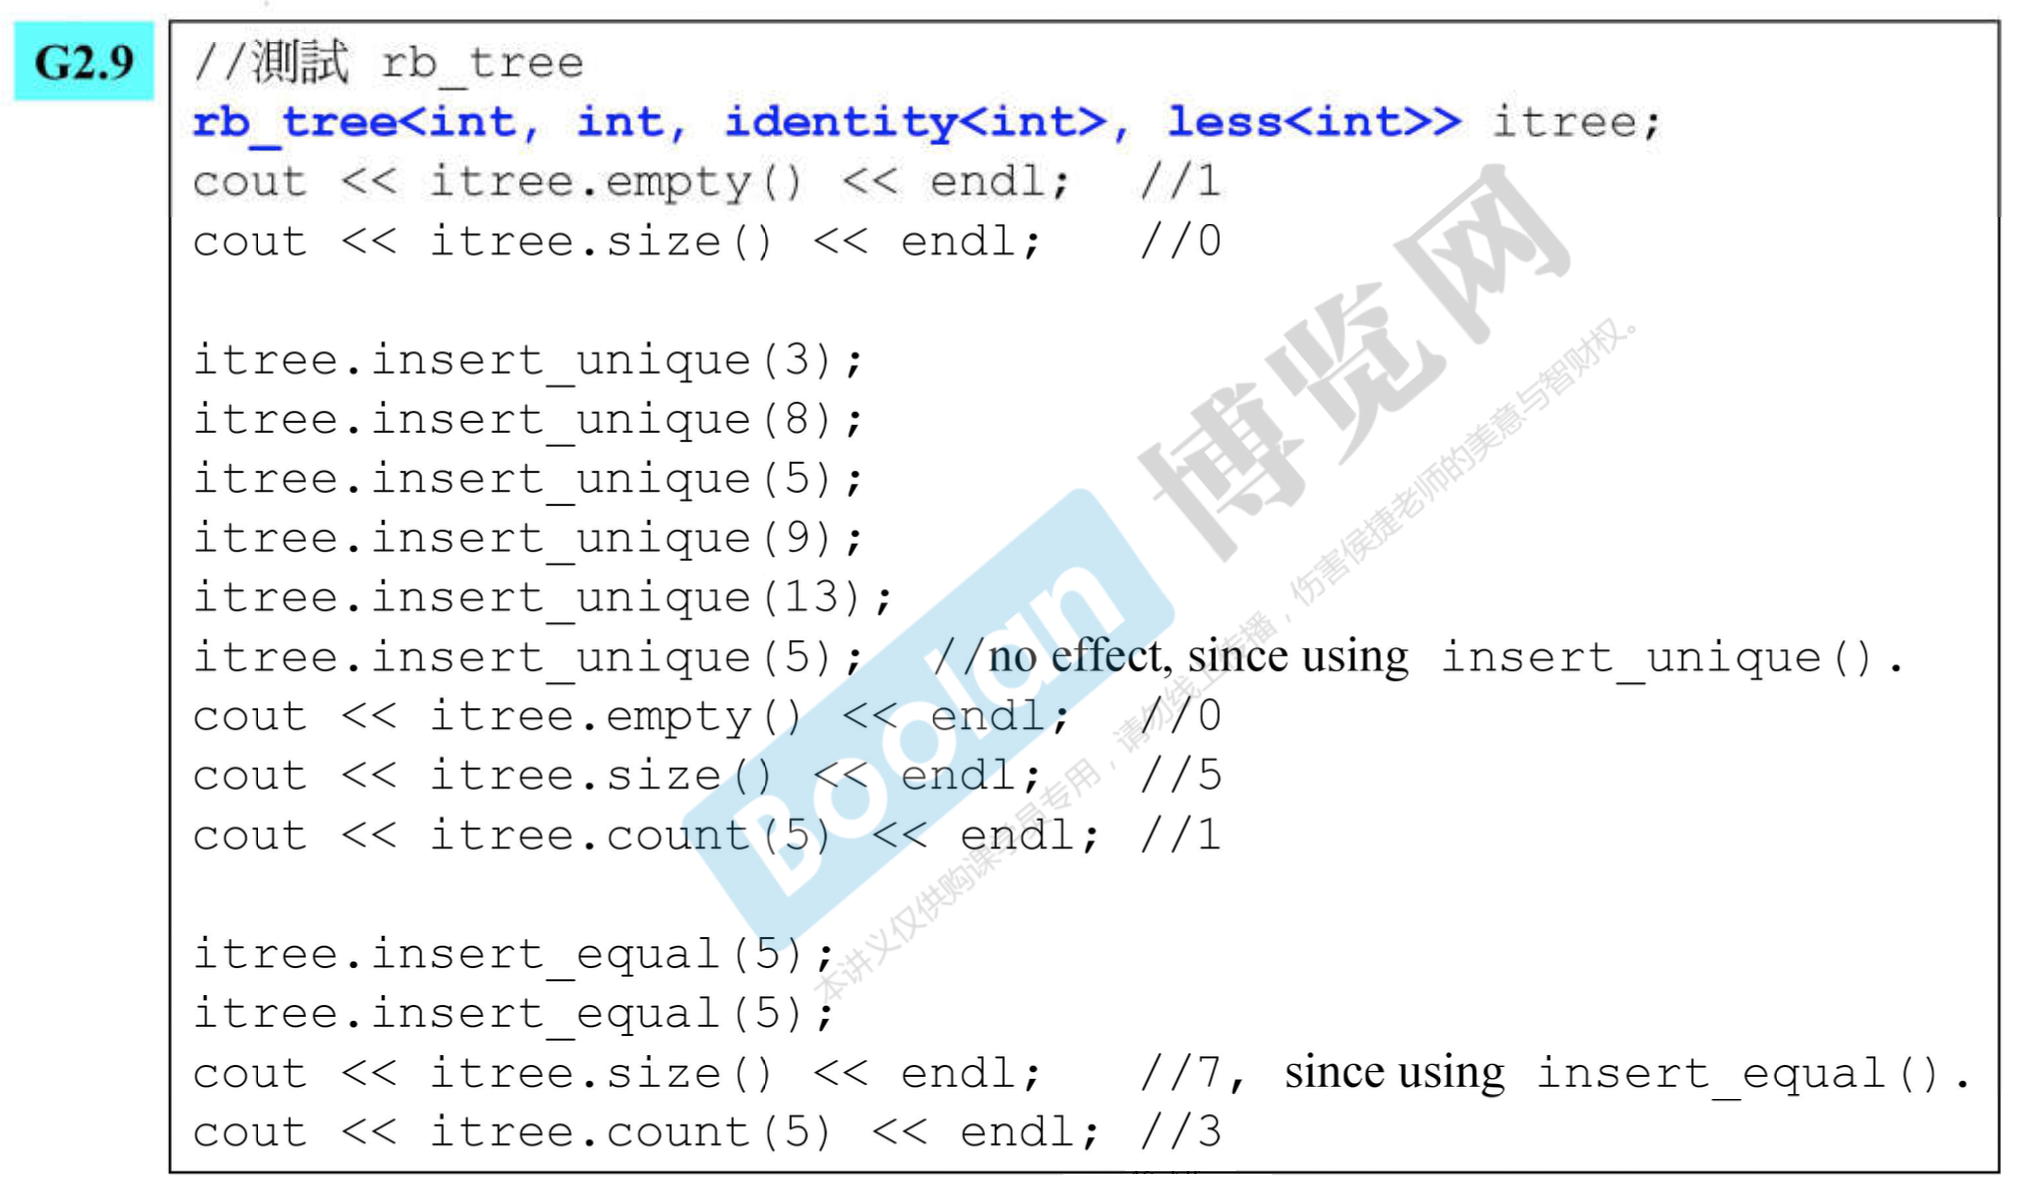 G2.9
//測試 rb_tree
rb_tree<int, int, identity<int>, less<int>> itree;
cout << itree.empty() << endl;  //1
cout << itree.size() << endl;   //0
itree.insert_unique(3);
itree.insert_unique(8);
itree.insert_unique(5);
itree.insert_unique(9);
itree.insert_unique(13);
itree.insert_unique(5);  //no effect, since using insert_unique().
cout << itree.empty() << endl;  //0
cout << itree.size() << endl;   //5
cout << itree.count(5) << endl; //1
itree.insert_equal(5);
itree.insert_equal(5);
cout << itree.size() << endl;   //7, since using insert_equal().
cout << itree.count(5) << endl; //3
Boolan 博览网
本讲义仅供购课学员专用，请勿线上传播，伤害侯捷老师的美意与智财权。